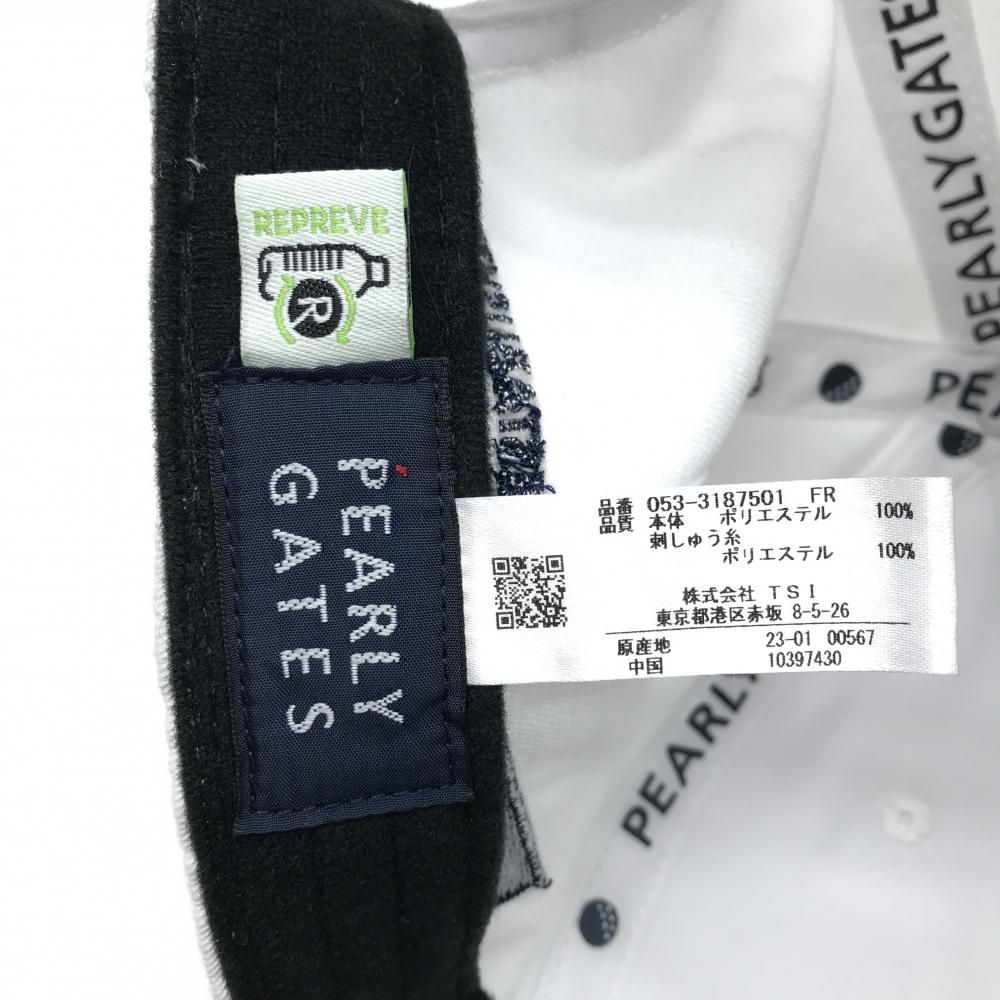 REPREVE
R
PEARLY
GATES
品番 053-3187501 FR
品質 本体 ポリエステル 100%
刺しゅう糸
ポリエステル 100%
株式会社 TSI
東京都港区赤坂 8-5-26
原産地 23-01 00567
中国 10397430
PEARLY GATES
PEARLY